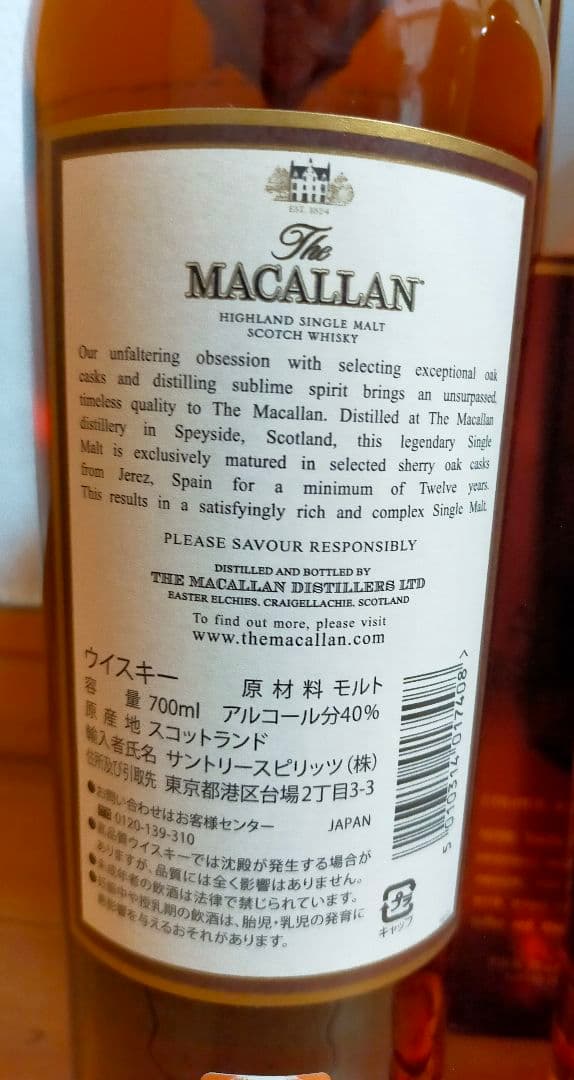 EST. 1824
The
MACALLAN
HIGHLAND SINGLE MALT
SCOTCH WHISKY
Our unfaltering obsession with selecting exceptional oak
casks and distilling sublime spirit brings an unsurpassed,
timeless quality to The Macallan. Distilled at The Macallan
distillery in Speyside, Scotland, this legendary Single
Malt is exclusively matured in selected sherry oak casks
from Jerez, Spain for a minimum of Twelve years.
This results in a satisfyingly rich and complex Single Malt.
PLEASE SAVOUR RESPONSIBLY
DISTILLED AND BOTTLED BY
THE MACALLAN DISTILLERS LTD
EASTER ELCHIES, CRAIGELLACHIE, SCOTLAND
To find out more, please visit
www.themacallan.com
ウイスキー 原材料 モルト
容量 700ml アルコール分40%
原産地 スコットランド
輸入者氏名 サントリースピリッツ(株)
住所及び引取先 東京都港区台場2丁目3-3
●お問い合わせはお客様センター
0120-139-310 JAPAN
●高品質ウイスキーでは沈殿が発生する場合が
ありますが、品質には全く影響はありません。
●未成年者の飲酒は法律で禁じられています。
●妊娠中や授乳期の飲酒は、胎児・乳児の発育に
悪影響を与えるおそれがあります。
キャップ
5 010314 017408 >